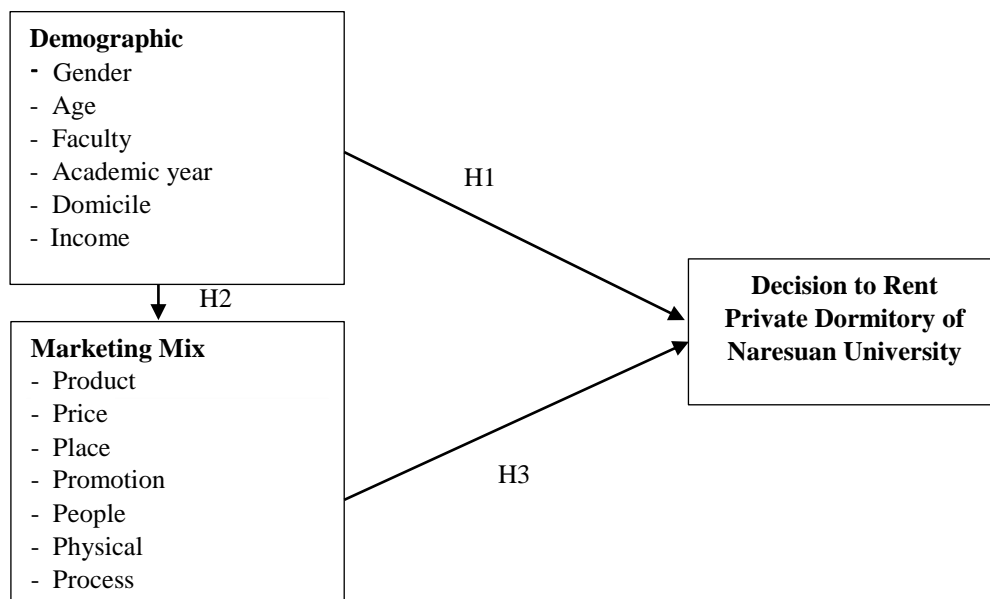 Demographic
- Gender
- Age
- Faculty
- Academic year
- Domicile
- Income
H1
H2
Decision to Rent
Private Dormitory of
Naresuan University
Marketing Mix
- Product
- Price
- Place
- Promotion
- People
- Physical
- Process
H3